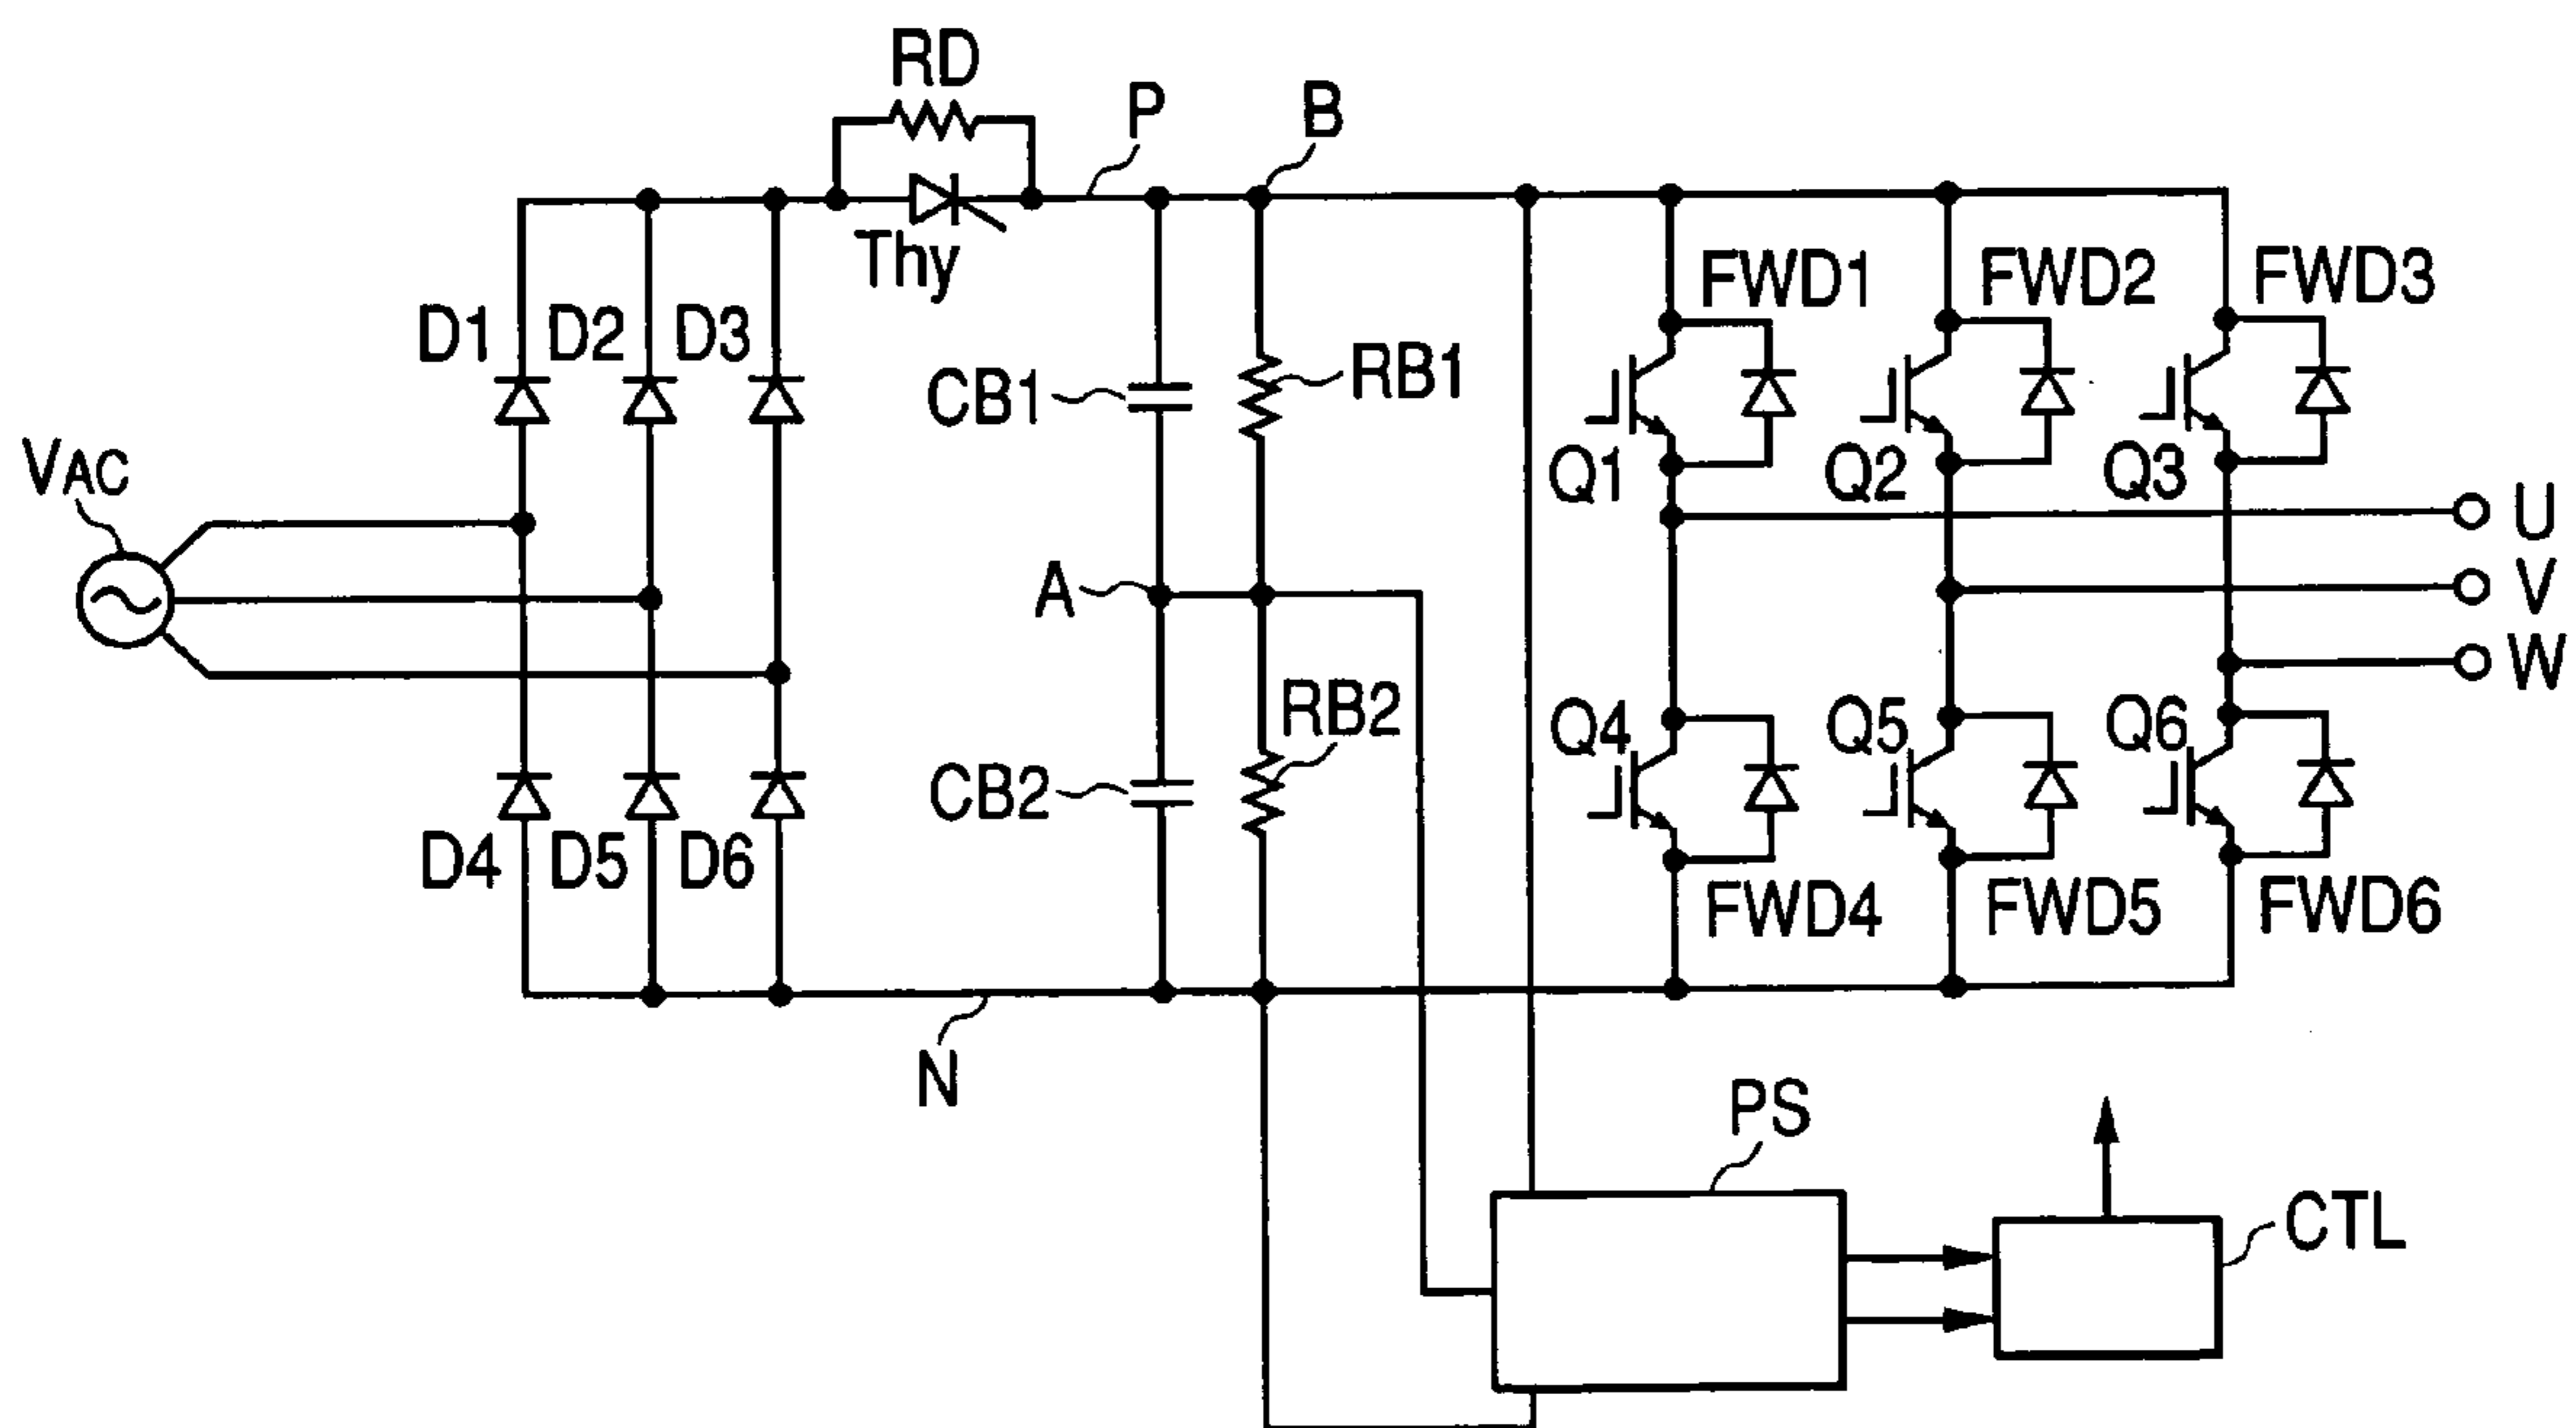 RD
P
B
Thy
FWD1
FWD2
FWD3
D1
D2
D3
CB1
RB1
VAC
Q1
Q2
Q3
U
A
V
W
RB2
Q4
Q5
Q6
CB2
D4
D5
D6
FWD4
FWD5
FWD6
N
PS
CTL